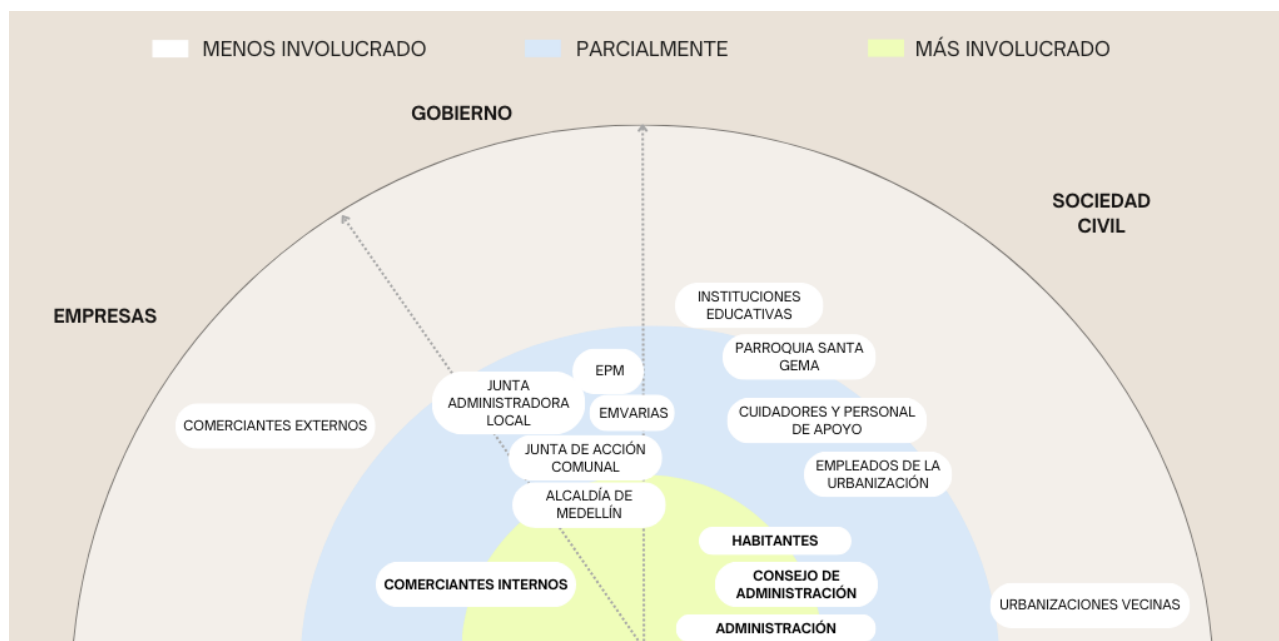 MENOS INVOLUCRADO
PARCIALMENTE
MÁS INVOLUCRADO
GOBIERNO
SOCIEDAD
CIVIL
EMPRESAS
INSTITUCIONES
EDUCATIVAS
PARROQUIA SANTA
GEMA
EPM
JUNTA
ADMINISTRADORA
LOCAL
EMVARIAS
COMERCIANTES EXTERNOS
CUIDADORES Y PERSONAL
DE APOYO
JUNTA DE ACCIÓN
COMUNAL
EMPLEADOS DE LA
URBANIZACIÓN
ALCALDÍA DE
MEDELLÍN
HABITANTES
COMERCIANTES INTERNOS
CONSEJO DE
ADMINISTRACIÓN
URBANIZACIONES VECINAS
ADMINISTRACIÓN